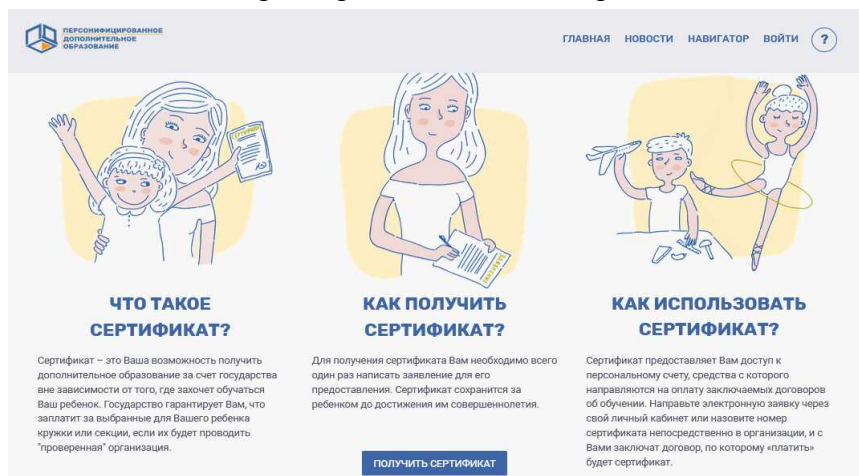 ПЕРСОНИФИЦИРОВАННОЕ
ДОПОЛНИТЕЛЬНОЕ
ОБРАЗОВАНИЕ
ГЛАВНАЯ НОВОСТИ НАВИГАТОР ВОЙТИ ?
СЕРТИФИКАТ
ЧТО ТАКОЕ
СЕРТИФИКАТ?
Сертификат – это Ваша возможность получить
дополнительное образование за счет государства
вне зависимости от того, где захочет обучаться
Ваш ребенок. Государство гарантирует Вам, что
заплатит за выбранные для Вашего ребенка
кружки или секции, если их будет проводить
"проверенная" организация.
КАК ПОЛУЧИТЬ
СЕРТИФИКАТ?
Для получения сертификата Вам необходимо всего
один раз написать заявление для его
предоставления. Сертификат сохранится за
ребенком до достижения им совершеннолетия.
ПОЛУЧИТЬ СЕРТИФИКАТ
КАК ИСПОЛЬЗОВАТЬ
СЕРТИФИКАТ?
Сертификат предоставляет Вам доступ к
персональному счету, средства с которого
направляются на оплату заключаемых договоров
об обучении. Направьте электронную заявку через
свой личный кабинет или назовите номер
сертификата непосредственно в организации, и с
Вами заключат договор, по которому «платить»
будет сертификат.